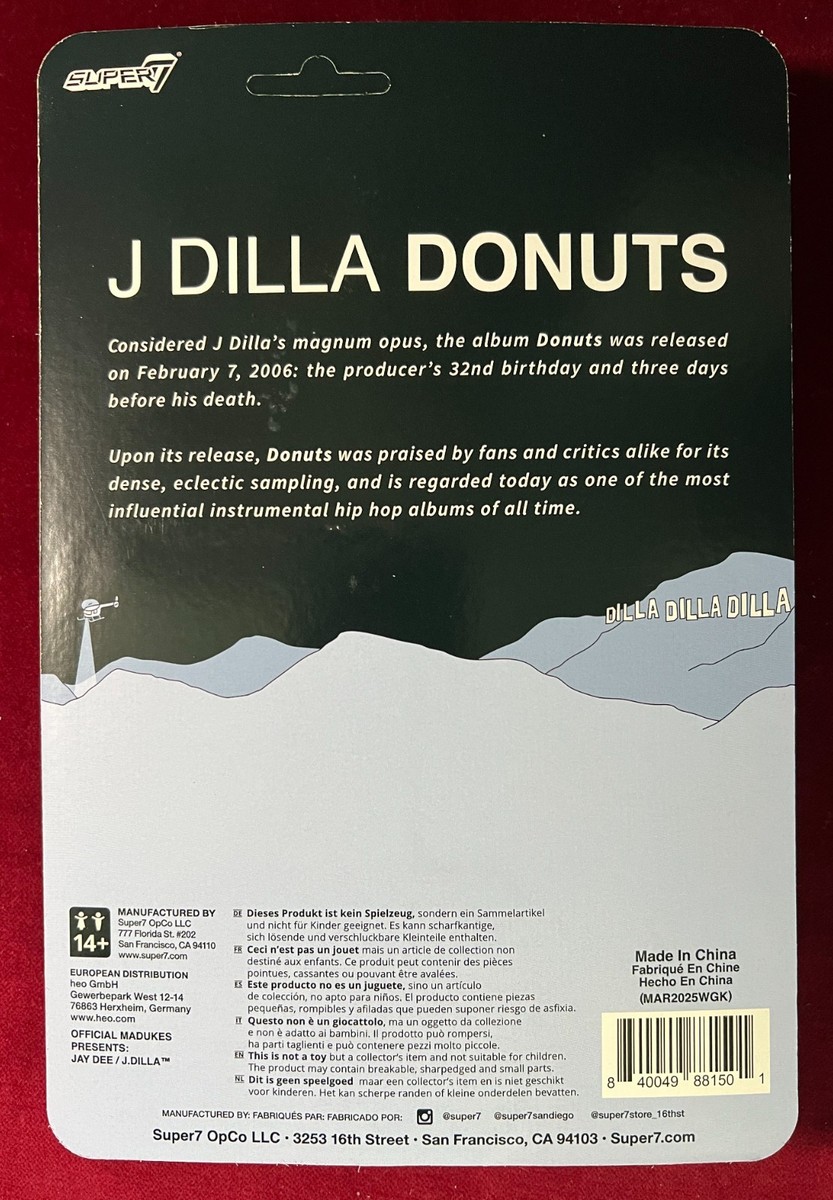 SUPER7
J DILLA DONUTS
Considered J Dilla's magnum opus, the album Donuts was released
on February 7, 2006: the producer's 32nd birthday and three days
before his death.
Upon its release, Donuts was praised by fans and critics alike for its
dense, eclectic sampling, and is regarded today as one of the most
influential instrumental hip hop albums of all time.
DILLA DILLA DILLA
14+
MANUFACTURED BY
Super7 OpCo LLC
777 Florida St. #202
San Francisco, CA 94110
www.super7.com
EUROPEAN DISTRIBUTION
heo GmbH
Gewerbepark West 12-14
76863 Herxheim, Germany
www.heo.com
OFFICIAL MADUKES
PRESENTS:
JAY DEE / J.DILLA™
DE Dieses Produkt ist kein Spielzeug, sondern ein Sammelartikel
und nicht für Kinder geeignet. Es kann scharfkantige,
sich lösende und verschluckbare Kleinteile enthalten.
FR Ceci n'est pas un jouet mais un article de collection non
destiné aux enfants. Ce produit peut contenir des pièces
pointues, cassantes ou pouvant être avalées.
ES Este producto no es un juguete, sino un artículo
de colección, no apto para niños. El producto contiene piezas
pequeñas, rompibles y afiladas que pueden suponer riesgo de asfixia.
IT Questo non è un giocattolo, ma un oggetto da collezione
e non è adatto ai bambini. Il prodotto può rompersi,
ha parti taglienti e può contenere pezzi molto piccole.
EN This is not a toy but a collector's item and not suitable for children.
The product may contain breakable, sharpedged and small parts.
NL Dit is geen speelgoed maar een collector's item en is niet geschikt
voor kinderen. Het kan scherpe randen of kleine onderdelen bevatten.
Made In China
Fabriqué En Chine
Hecho En China
(MAR2025WGK)
8 40049 88150 1
MANUFACTURED BY: FABRIQUÉS PAR: FABRICADO POR: @super7 @super7sandiego @super7store_16thst
Super7 OpCo LLC • 3253 16th Street • San Francisco, CA 94103 • Super7.com